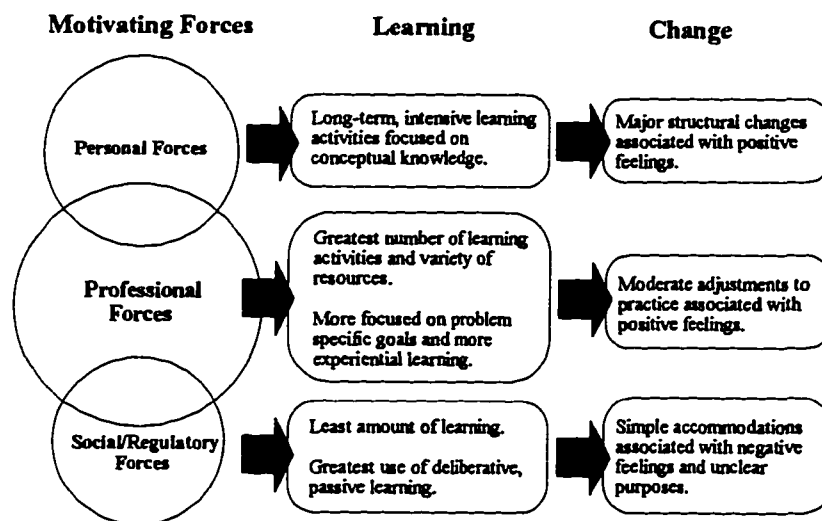 Motivating Forces
Learning
Change
Personal Forces
Long-term, intensive learning
activities focused on
conceptual knowledge.
Major structural changes
associated with positive
feelings.
Professional
Forces
Greatest number of learning
activities and variety of
resources.
More focused on problem
specific goals and more
experiential learning.
Moderate adjustments to
practice associated with
positive feelings.
Social/Regulatory
Forces
Least amount of learning.
Greatest use of deliberative,
passive learning.
Simple accommodations
associated with negative
feelings and unclear
purposes.